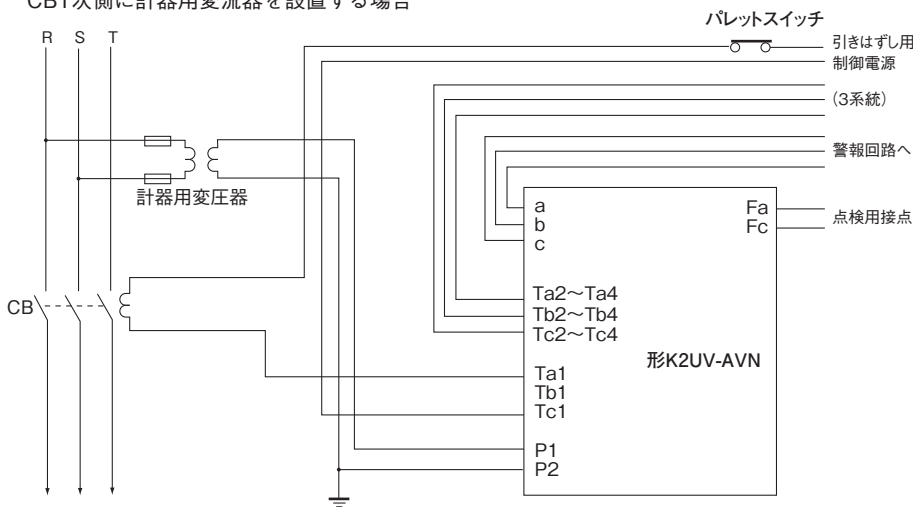 CB1次側に計器用変流器を設置する場合
パレットスイッチ
R S T
引きはずし用
制御電源
(3系統)
警報回路へ
計器用変圧器
a
b
c
Fa
Fc
点検用接点
CB
Ta2～Ta4
Tb2～Tb4
Tc2～Tc4
形K2UV-AVN
Ta1
Tb1
Tc1
P1
P2